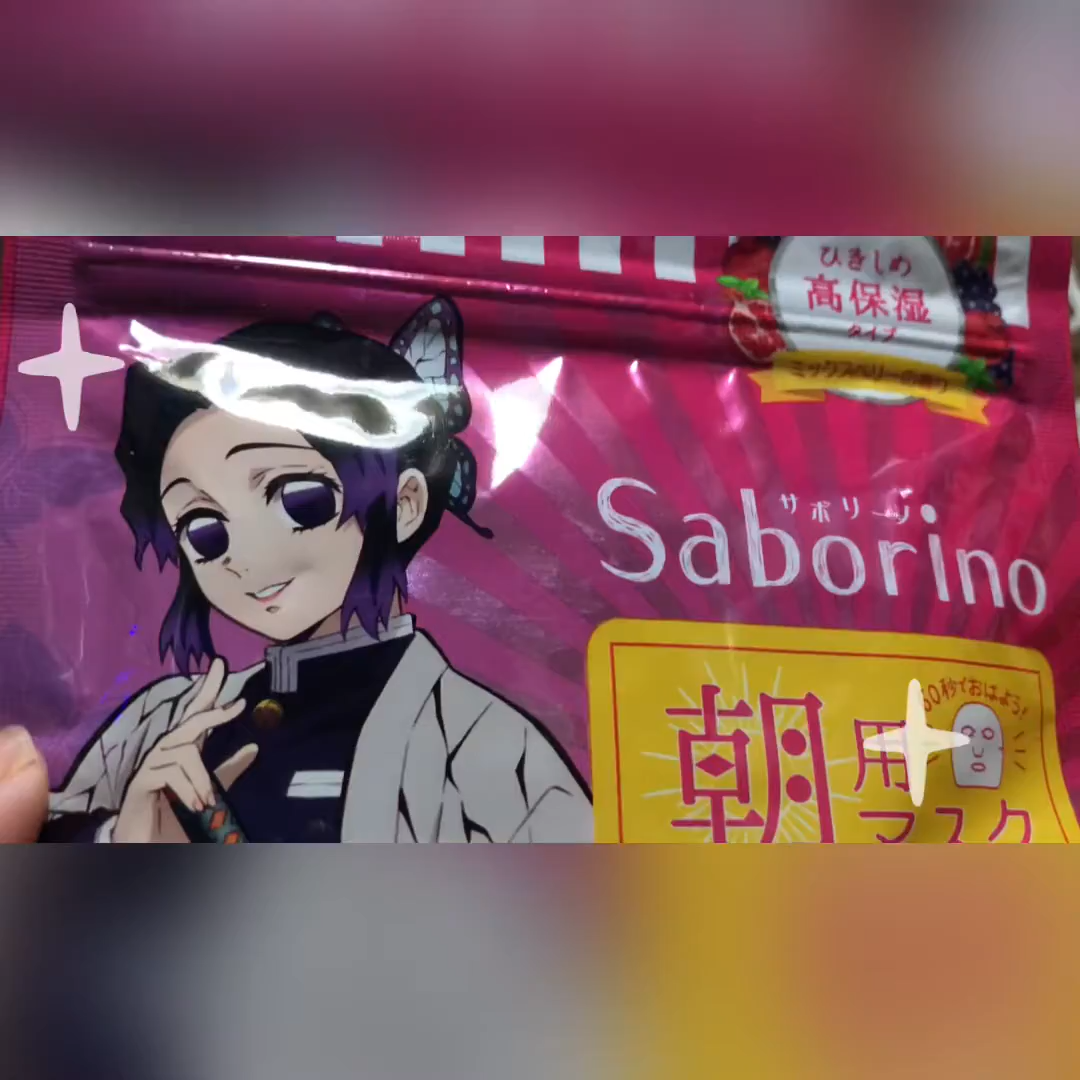 ひきしめ
高保湿
タイプ
ミックスベリーの香り
サボリーノ
Saborino
60秒でおはよう!
朝用
マスク